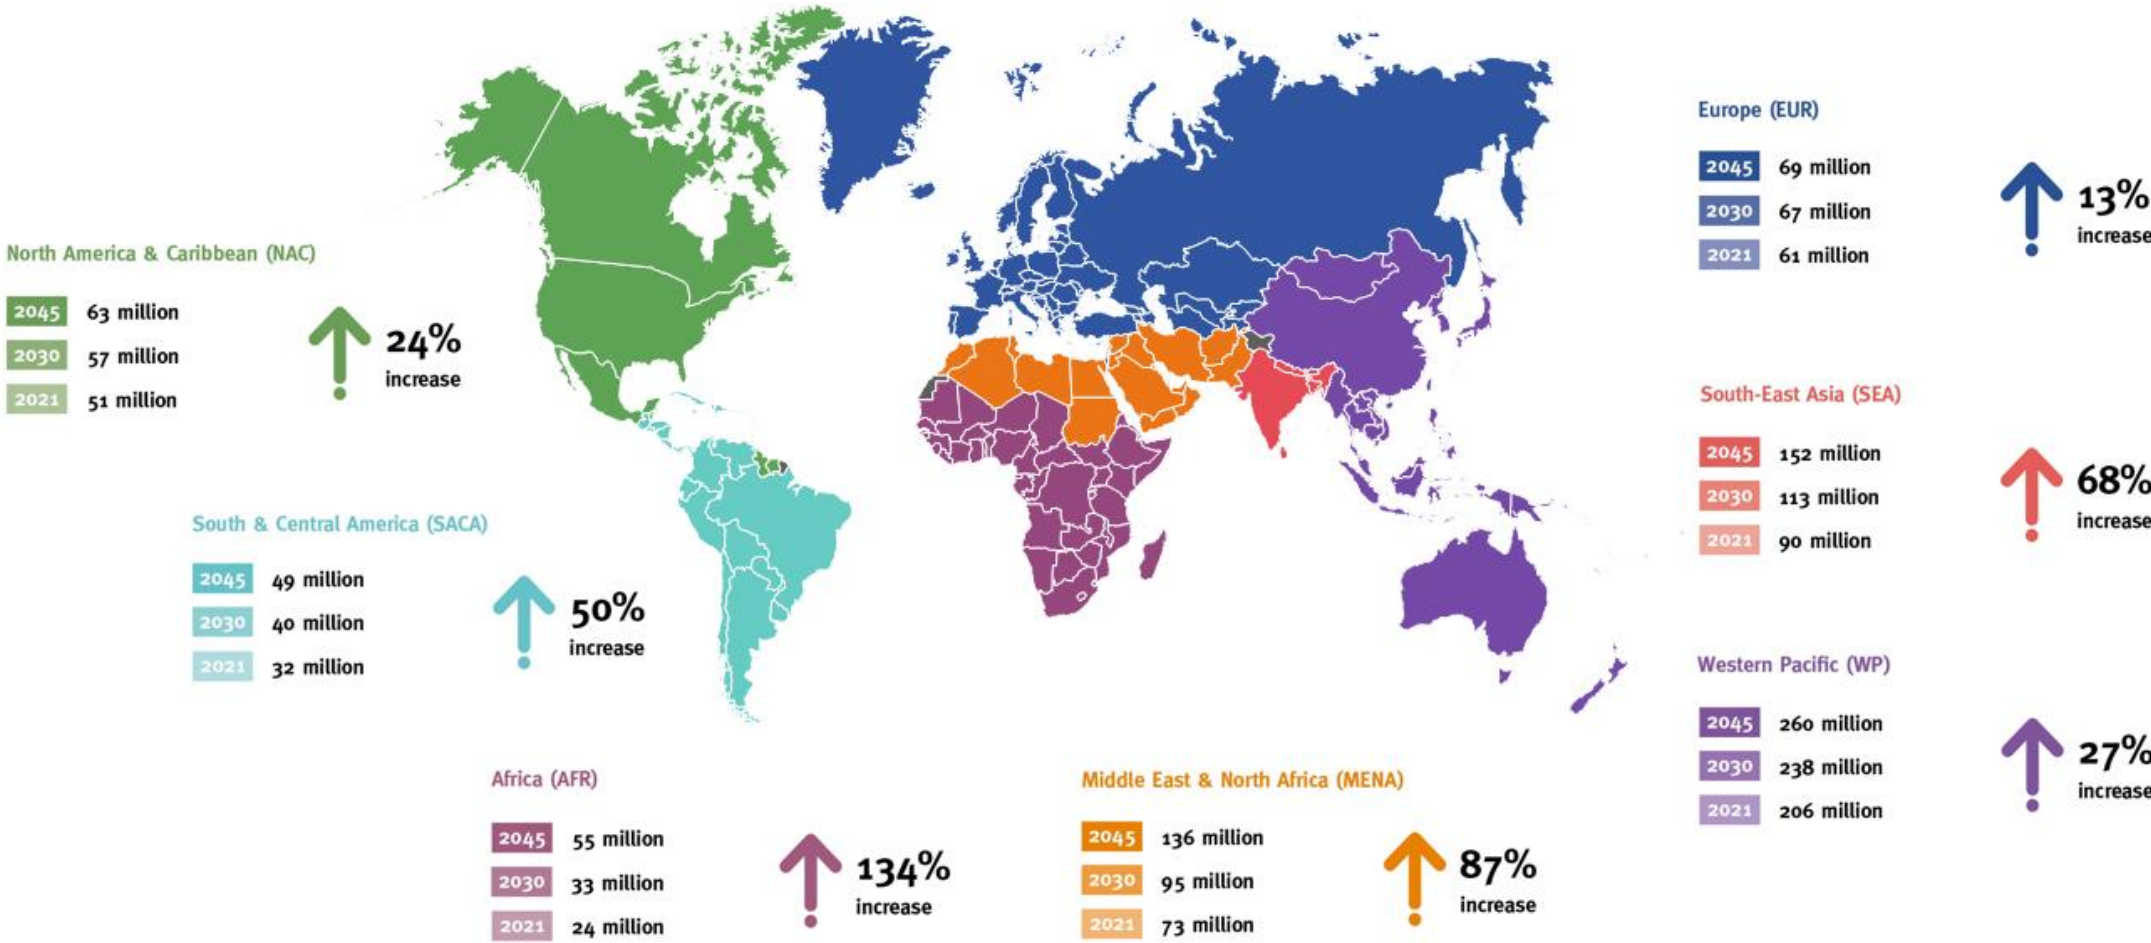 North America & Caribbean (NAC)
2045 63 million
2030 57 million
2021 51 million
24%
increase
South & Central America (SACA)
2045 49 million
2030 40 million
2021 32 million
50%
increase
Africa (AFR)
2045 55 million
2030 33 million
2021 24 million
134%
increase
Middle East & North Africa (MENA)
2045 136 million
2030 95 million
2021 73 million
87%
increase
Europe (EUR)
2045 69 million
2030 67 million
2021 61 million
13%
increase
South-East Asia (SEA)
2045 152 million
2030 113 million
2021 90 million
68%
increase
Western Pacific (WP)
2045 260 million
2030 238 million
2021 206 million
27%
increase